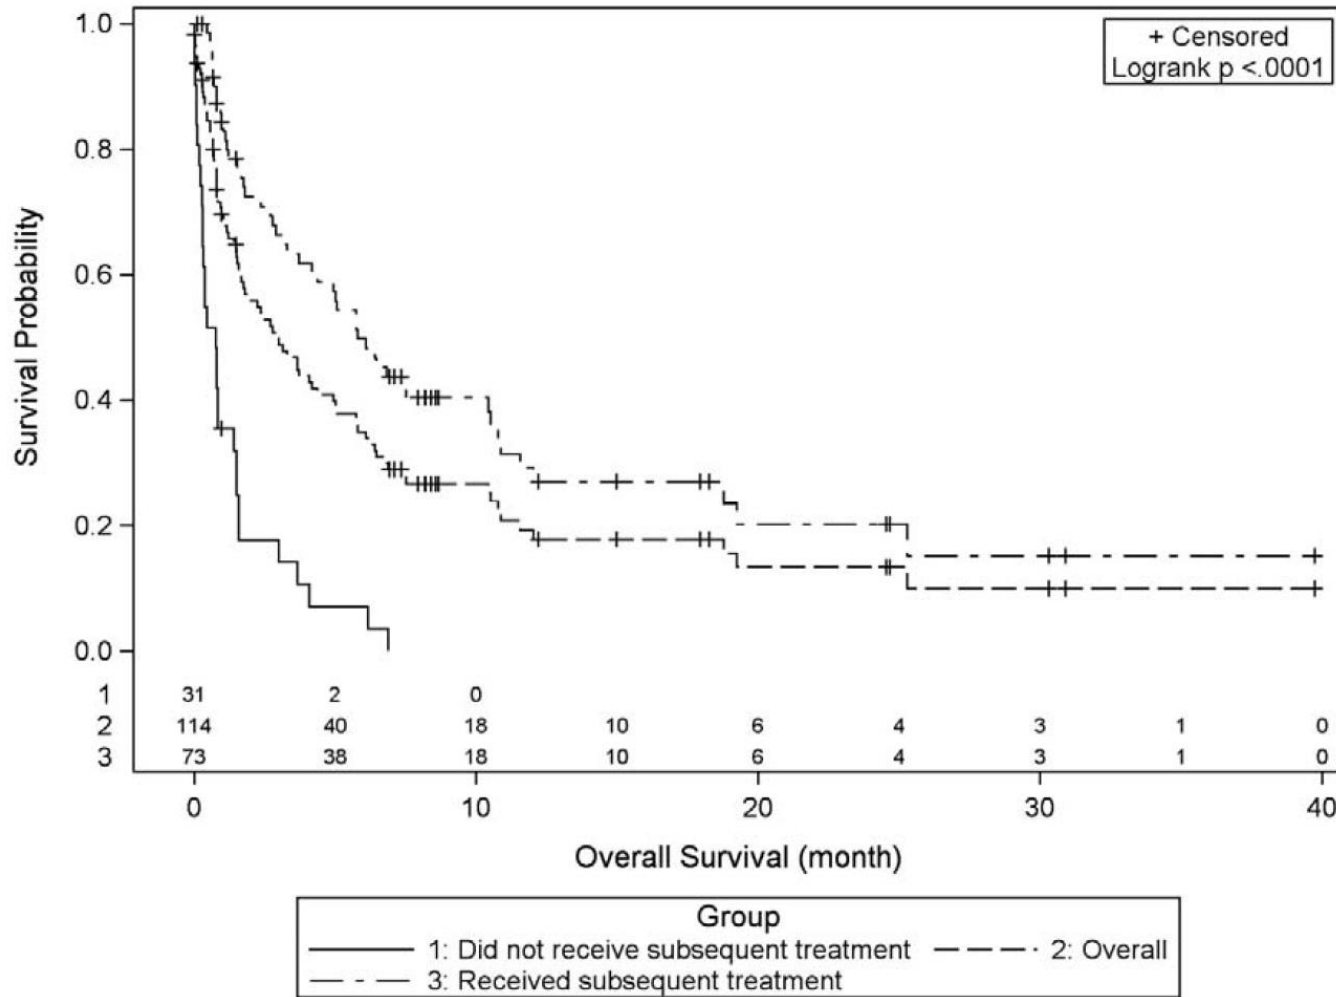 1.0
+ Censored
Logrank p <.0001
0.8
0.6
0.4
0.2
0.0
Survival Probability
1 31 2 0
2 114 40 18 10 6 4 3 1 0
3 73 38 18 10 6 4 3 1 0
0 10 20 30 40
Overall Survival (month)
Group
1: Did not receive subsequent treatment 2: Overall
3: Received subsequent treatment